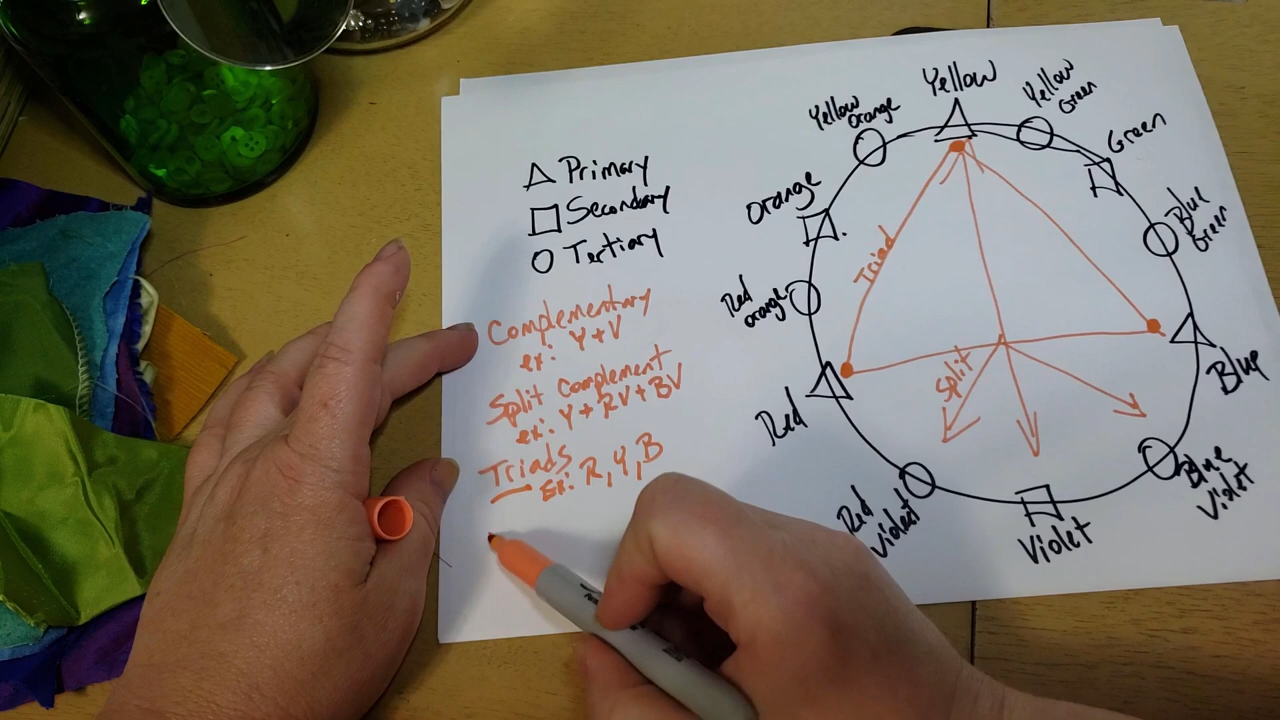 △ Primary
□ Secondary
○ Tertiary
Complementary
ex: Y + V
Split Complement
ex: Y + RV + BV
Triads
Ex: R, Y, B
Yellow
Yellow
Green
Green
Blue
Green
Blue
Blue
Violet
Violet
Red
Violet
Red
Red
orange
Orange
Yellow
Orange
Triad
Split